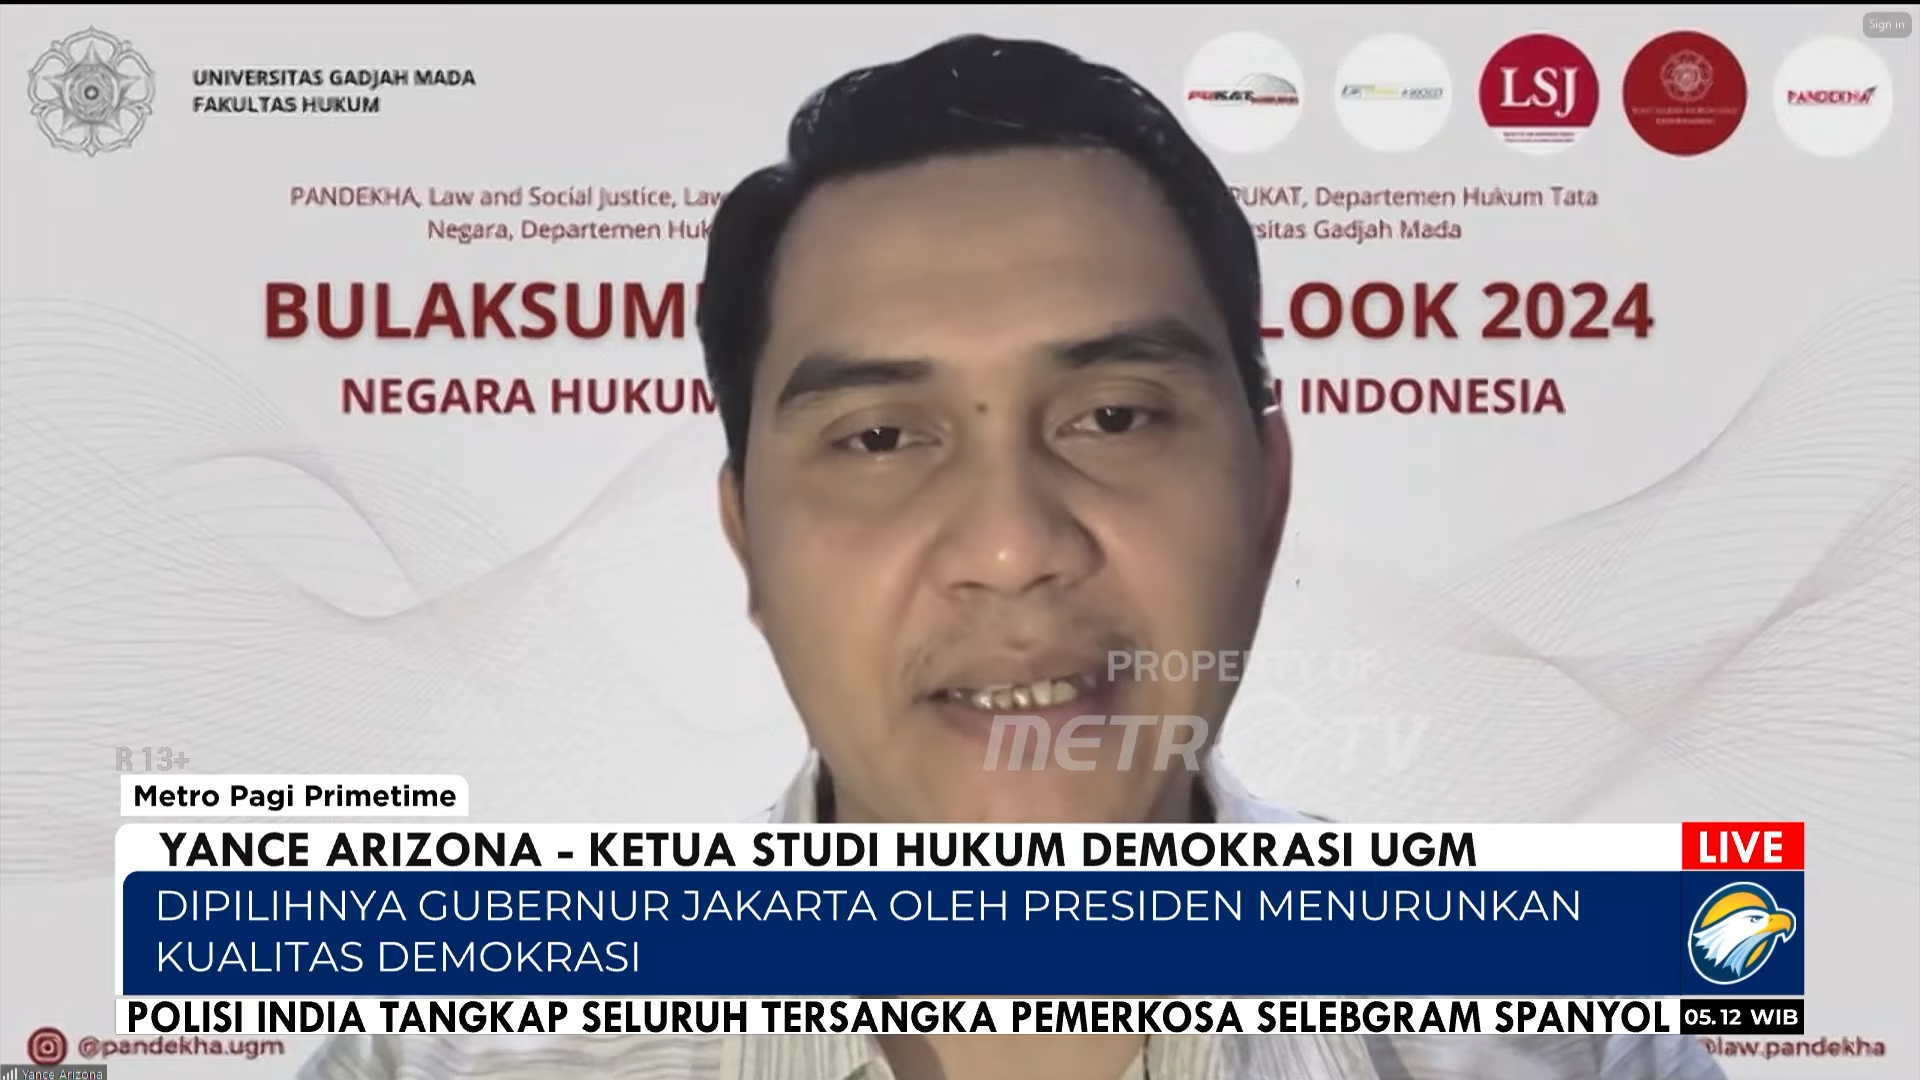 Sign in
UNIVERSITAS GADJAH MADA
FAKULTAS HUKUM
LSJ
PANDEKHA
PANDEKHA, Law and Social Justice, Law
PUKAT, Departemen Hukum Tata
Negara, Departemen Huk
sitas Gadjah Mada
BULAKSUM
LOOK 2024
NEGARA HUKUM
INDONESIA
PROPERTY OF
METRO TV
R 13+
Metro Pagi Primetime
YANCE ARIZONA - KETUA STUDI HUKUM DEMOKRASI UGM
LIVE
DIPILIHNYA GUBERNUR JAKARTA OLEH PRESIDEN MENURUNKAN
KUALITAS DEMOKRASI
POLISI INDIA TANGKAP SELURUH TERSANGKA PEMERKOSA SELEBGRAM SPANYOL
05.12 WIB
@pandekha.ugm
@law.pandekha
Yance Arizona